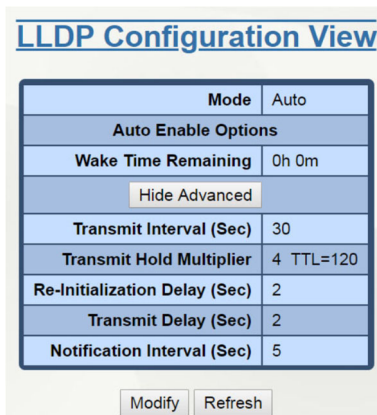 LLDP Configuration View
Mode Auto
Auto Enable Options
Wake Time Remaining 0h 0m
Hide Advanced
Transmit Interval (Sec) 30
Transmit Hold Multiplier 4 TTL=120
Re-Initialization Delay (Sec) 2
Transmit Delay (Sec) 2
Notification Interval (Sec) 5
Modify Refresh